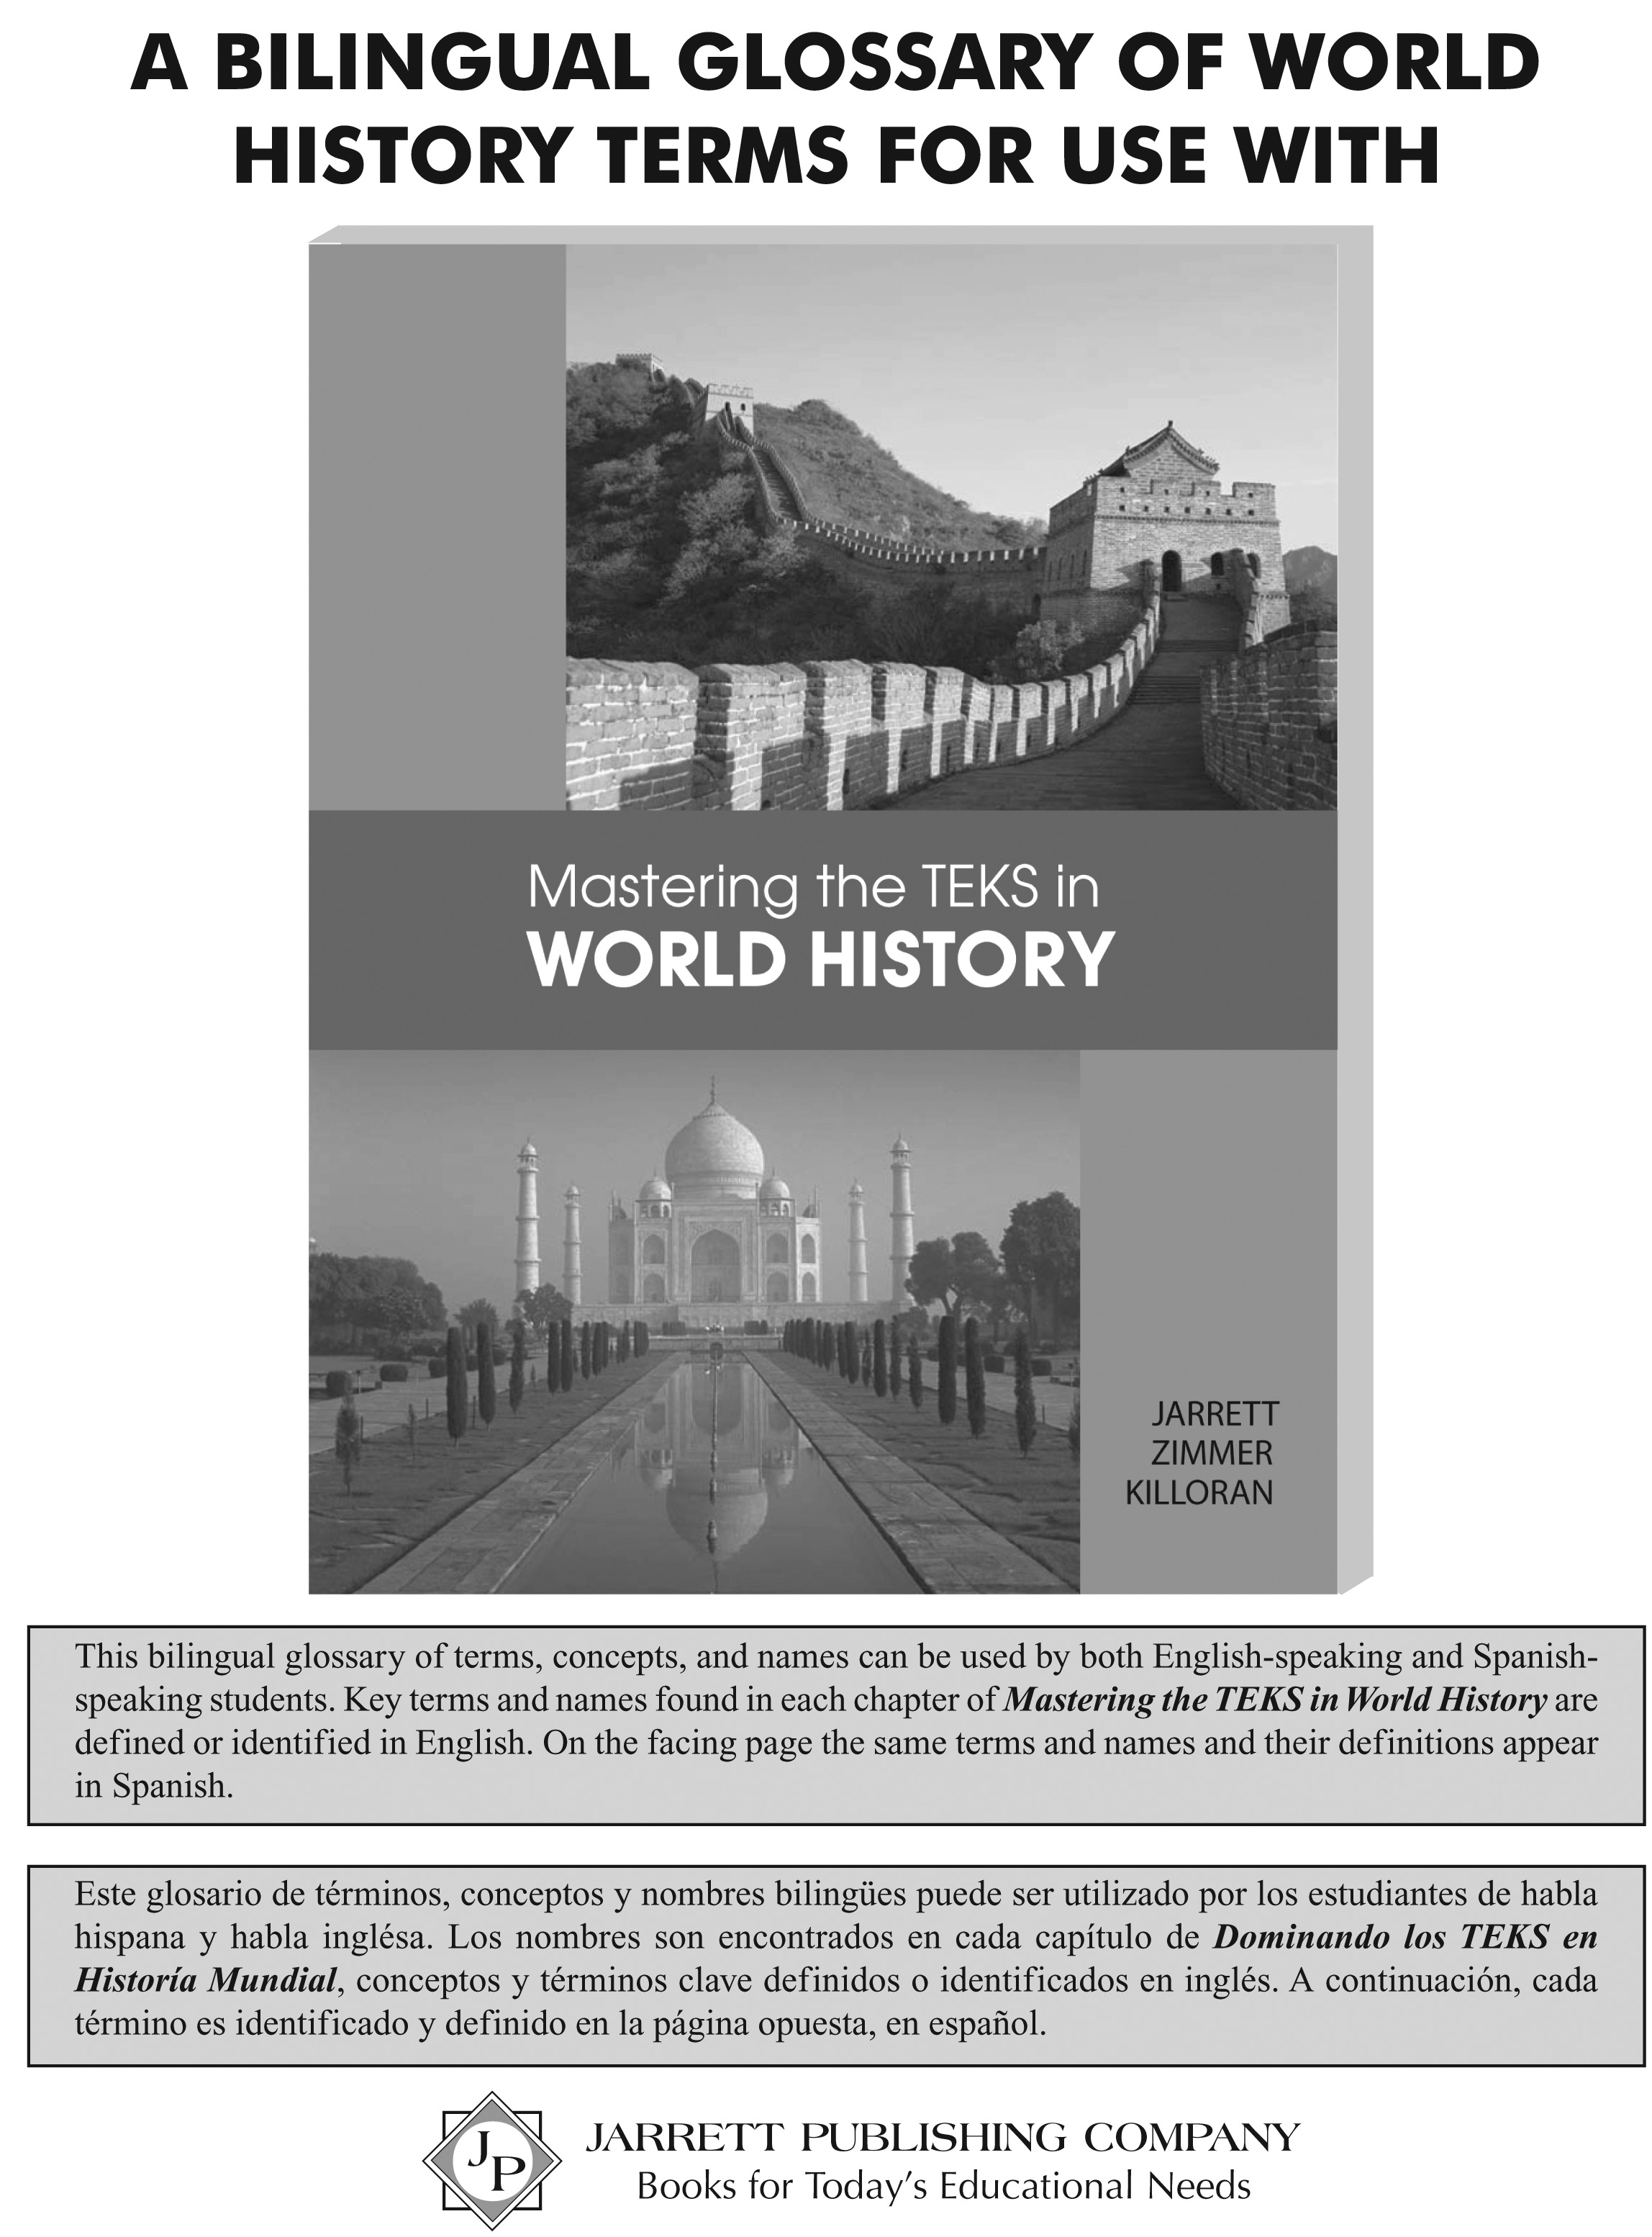 A BILINGUAL GLOSSARY OF WORLD
HISTORY TERMS FOR USE WITH
Mastering the TEKS in
WORLD HISTORY
JARRETT
ZIMMER
KILLORAN
This bilingual glossary of terms, concepts, and names can be used by both English-speaking and Spanish-
speaking students. Key terms and names found in each chapter of Mastering the TEKS in World History are
defined or identified in English. On the facing page the same terms and names and their definitions appear
in Spanish.
Este glosario de términos, conceptos y nombres bilingües puede ser utilizado por los estudiantes de habla
hispana y habla inglésa. Los nombres son encontrados en cada capítulo de Dominando los TEKS en
Historía Mundial, conceptos y términos clave definidos o identificados en inglés. A continuación, cada
término es identificado y definido en la página opuesta, en español.
JP
JARRETT PUBLISHING COMPANY
Books for Today's Educational Needs